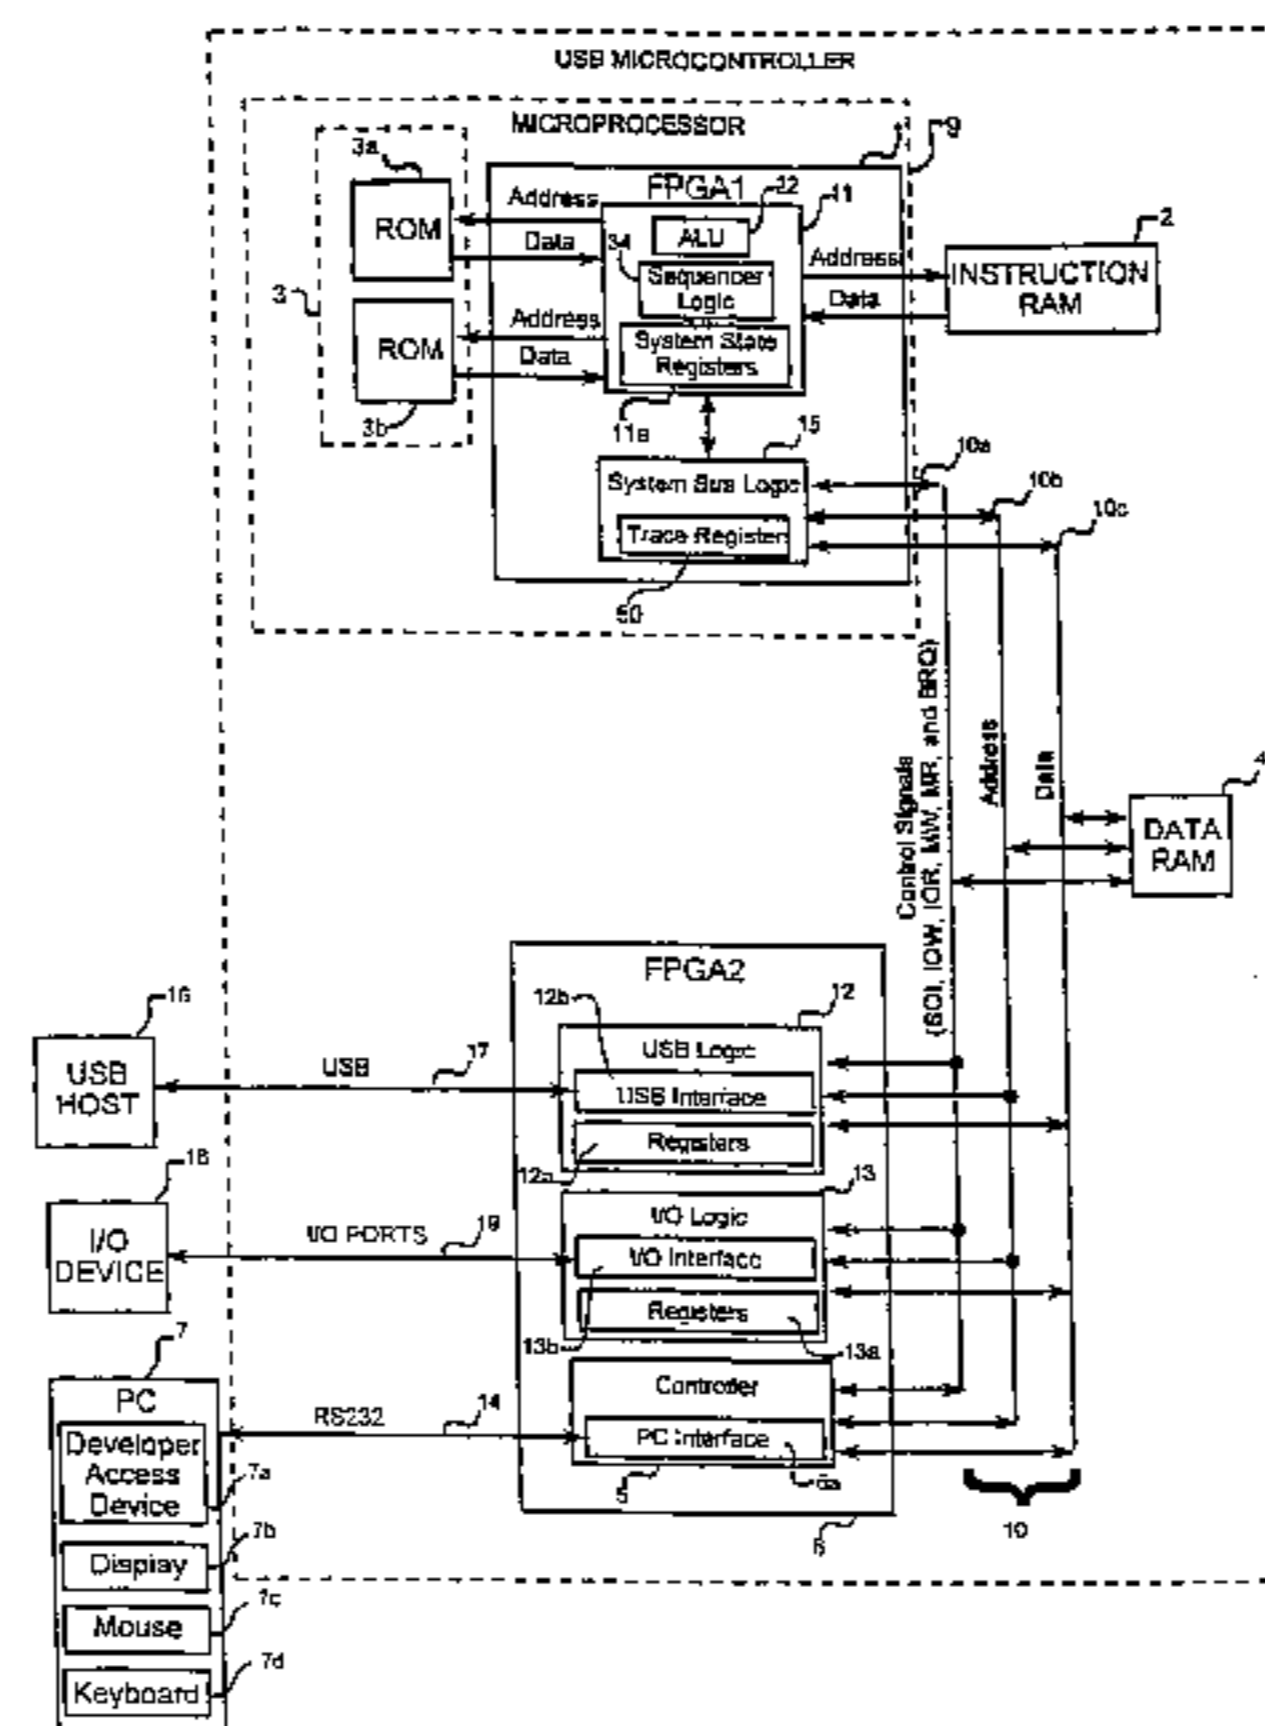 USB MICROCONTROLLER
MICROPROCESSOR
9
1
3a
ROM
3
ROM
3b
FPGA1
Address
Data
Address
Data
22
11
ALU
34
Sequencer
Logic
System State
Registers
11a
Address
Data
2
INSTRUCTION
RAM
15
System Bus Logic
Trace Register
50
10a
10b
10c
Control Signals
(SOI, IOW, IOR, MW, MR, and BRQ)
Address
Data
4
DATA
RAM
FPGA2
12b
12
USB Logic
USB Interface
Registers
12a
16
USB
HOST
USB
17
13
I/O Logic
I/O Interface
Registers
13b
13a
18
I/O
DEVICE
I/O PORTS
19
Controller
PC Interface
5
5a
6
10
7
PC
RS232
14
Developer
Access
Device
7a
7b
Display
7c
Mouse
7d
Keyboard